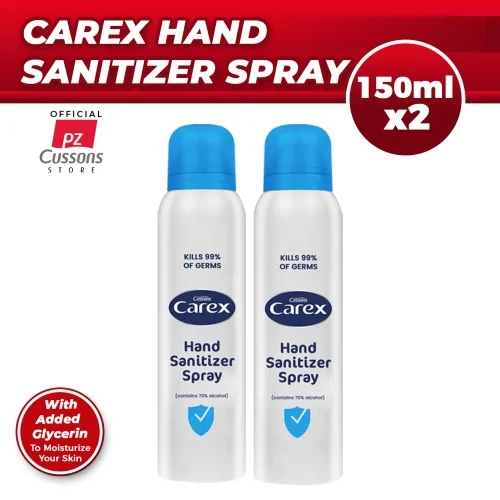 CAREX HAND
SANITIZER SPRAY
150ml
x2
OFFICIAL
PZ
Cussons
STORE
KILLS 99%
OF GERMS
Cussons
Carex
Hand
Sanitizer
Spray
(contains 70% alcohol)
KILLS 99%
OF GERMS
Cussons
Carex
Hand
Sanitizer
Spray
(contains 70% alcohol)
With
Added
Glycerin
To Moisturize
Your Skin